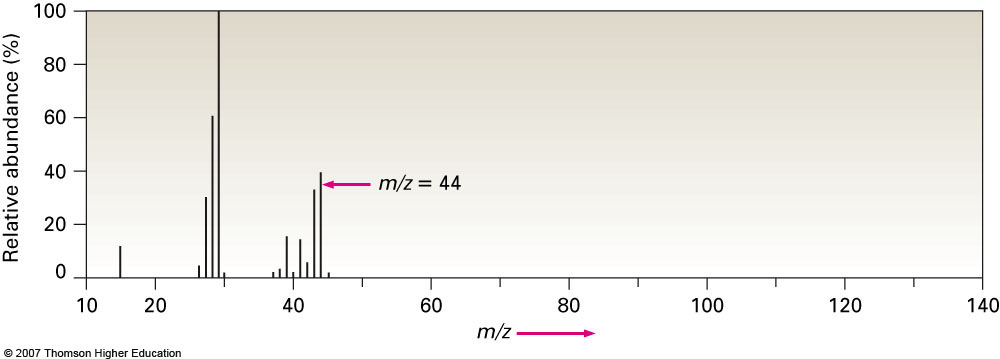 Relative abundance (%)
100
80
60
40
20
0
m/z = 44
10 20 40 60 80 100 120 140
m/z
© 2007 Thomson Higher Education